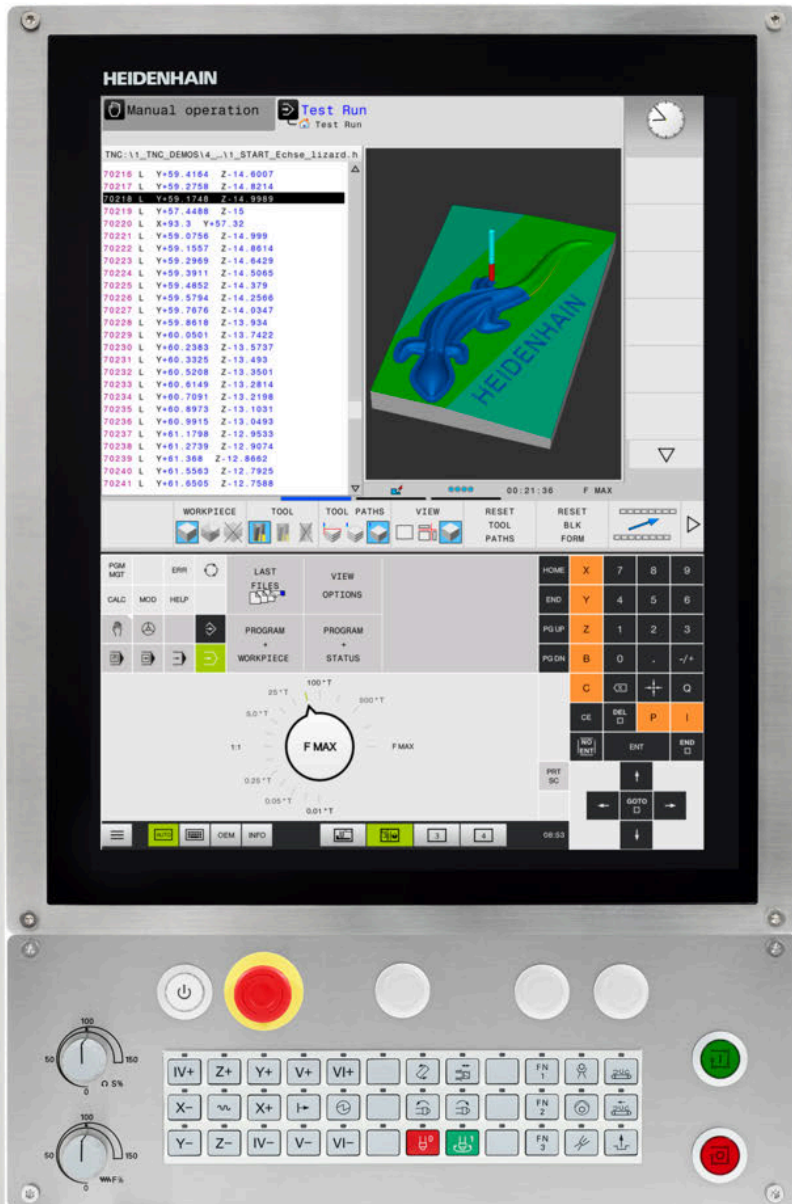 HEIDENHAIN
Manual operation
Test Run
Test Run
TNC:\1_TNC_DEMOS\4_…\1_START_Echse_lizard.h
70216 L Y+59.4164 Z-14.6007
70217 L Y+59.2758 Z-14.8214
70218 L Y+59.1748 Z-14.9989
70219 L Y+57.4488 Z-15
70220 L X+93.3 Y+57.32
70221 L Y+59.0756 Z-14.999
70222 L Y+59.1557 Z-14.8614
70223 L Y+59.2969 Z-14.6429
70224 L Y+59.3911 Z-14.5065
70225 L Y+59.4852 Z-14.379
70226 L Y+59.5794 Z-14.2566
70227 L Y+59.7676 Z-14.0347
70228 L Y+59.8618 Z-13.934
70229 L Y+60.0501 Z-13.7422
70230 L Y+60.2383 Z-13.5737
70231 L Y+60.3325 Z-13.493
70232 L Y+60.5208 Z-13.3501
70233 L Y+60.6149 Z-13.2814
70234 L Y+60.7091 Z-13.2198
70235 L Y+60.8973 Z-13.1031
70236 L Y+60.9915 Z-13.0493
70237 L Y+61.1798 Z-12.9533
70238 L Y+61.2739 Z-12.9074
70239 L Y+61.368 Z-12.8662
70240 L Y+61.5563 Z-12.7925
70241 L Y+61.6505 Z-12.7588
HEIDENHAIN
00:21:36 F MAX
WORKPIECE
TOOL
TOOL PATHS
VIEW
RESET
TOOL
PATHS
RESET
BLK
FORM
PGM
MGT
ERR
CALC
MOD
HELP
LAST
FILES
VIEW
OPTIONS
PROGRAM
+
WORKPIECE
PROGRAM
+
STATUS
HOME X 7 8 9
END Y 4 5 6
PG UP Z 1 2 3
PG DN B 0 . -/+
C Q
CE DEL P I
NO
ENT
ENT
END
PRT
SC
GOTO
100*T
25*T
5.0*T
1:1
0.25*T
0.05*T
0.01*T
F MAX
F MAX
AUTO
OEM
INFO
3
4
08:53
100
50
150
0
S%
100
50
150
0
F%
IV+ Z+ Y+ V+ VI+ FN 1
X- X+ FN 2
Y- Z- IV- V- VI- 0 1 FN 3